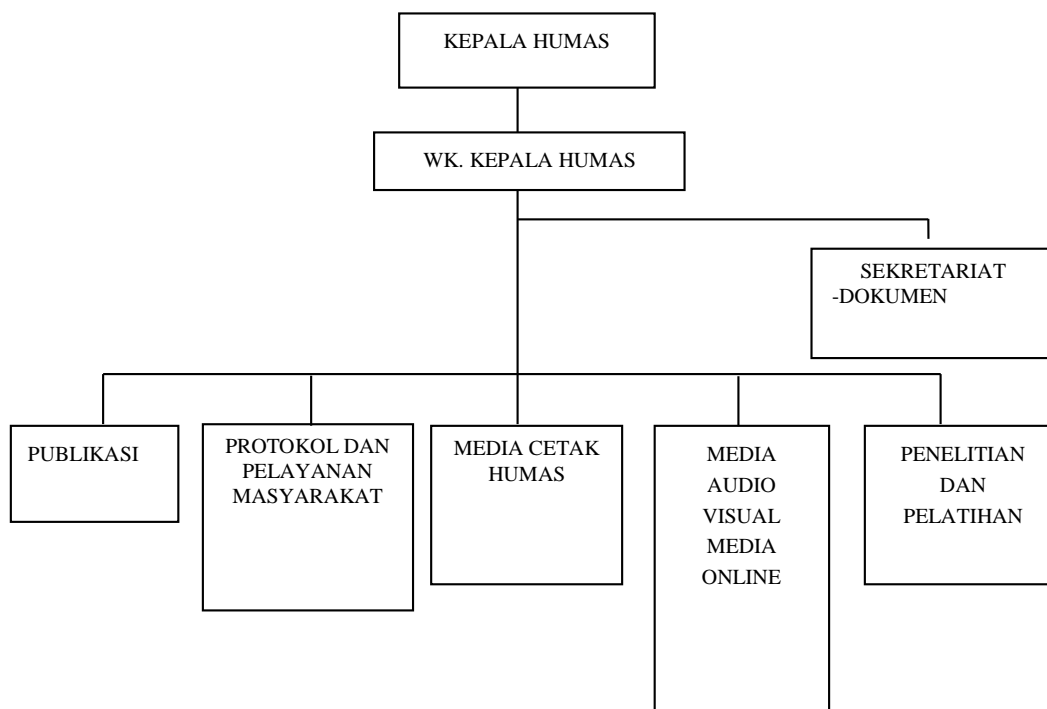 KEPALA HUMAS
WK. KEPALA HUMAS
SEKRETARIAT
-DOKUMEN
PUBLIKASI
PROTOKOL DAN
PELAYANAN
MASYARAKAT
MEDIA CETAK
HUMAS
MEDIA
AUDIO
VISUAL
MEDIA
ONLINE
PENELITIAN
DAN
PELATIHAN